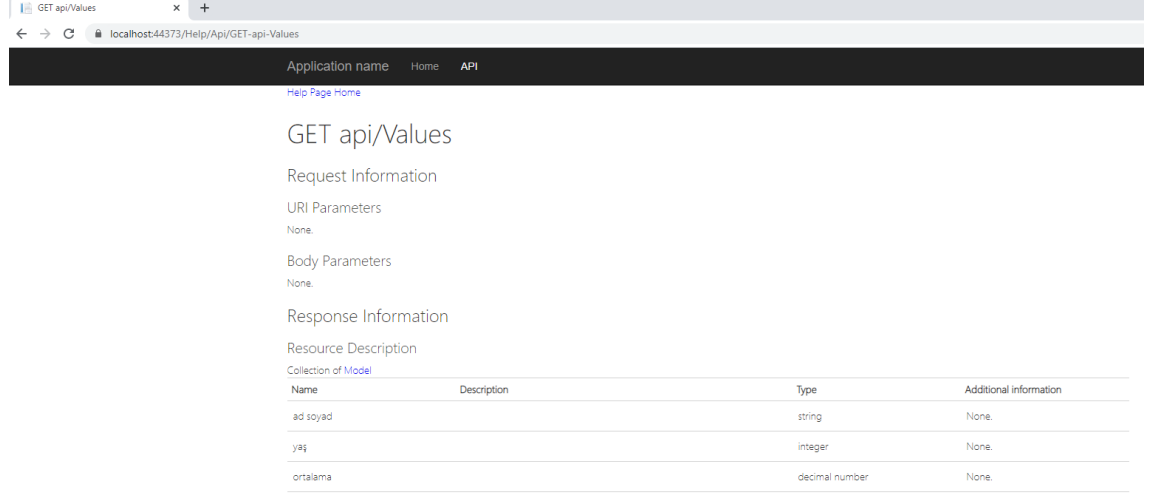 GET api/Values
localhost:44373/Help/Api/GET-api-Values
Application name Home API
Help Page Home
GET api/Values
Request Information
URI Parameters
None.
Body Parameters
None.
Response Information
Resource Description
Collection of Model
Name Description Type Additional information
ad soyad string None.
yaş integer None.
ortalama decimal number None.